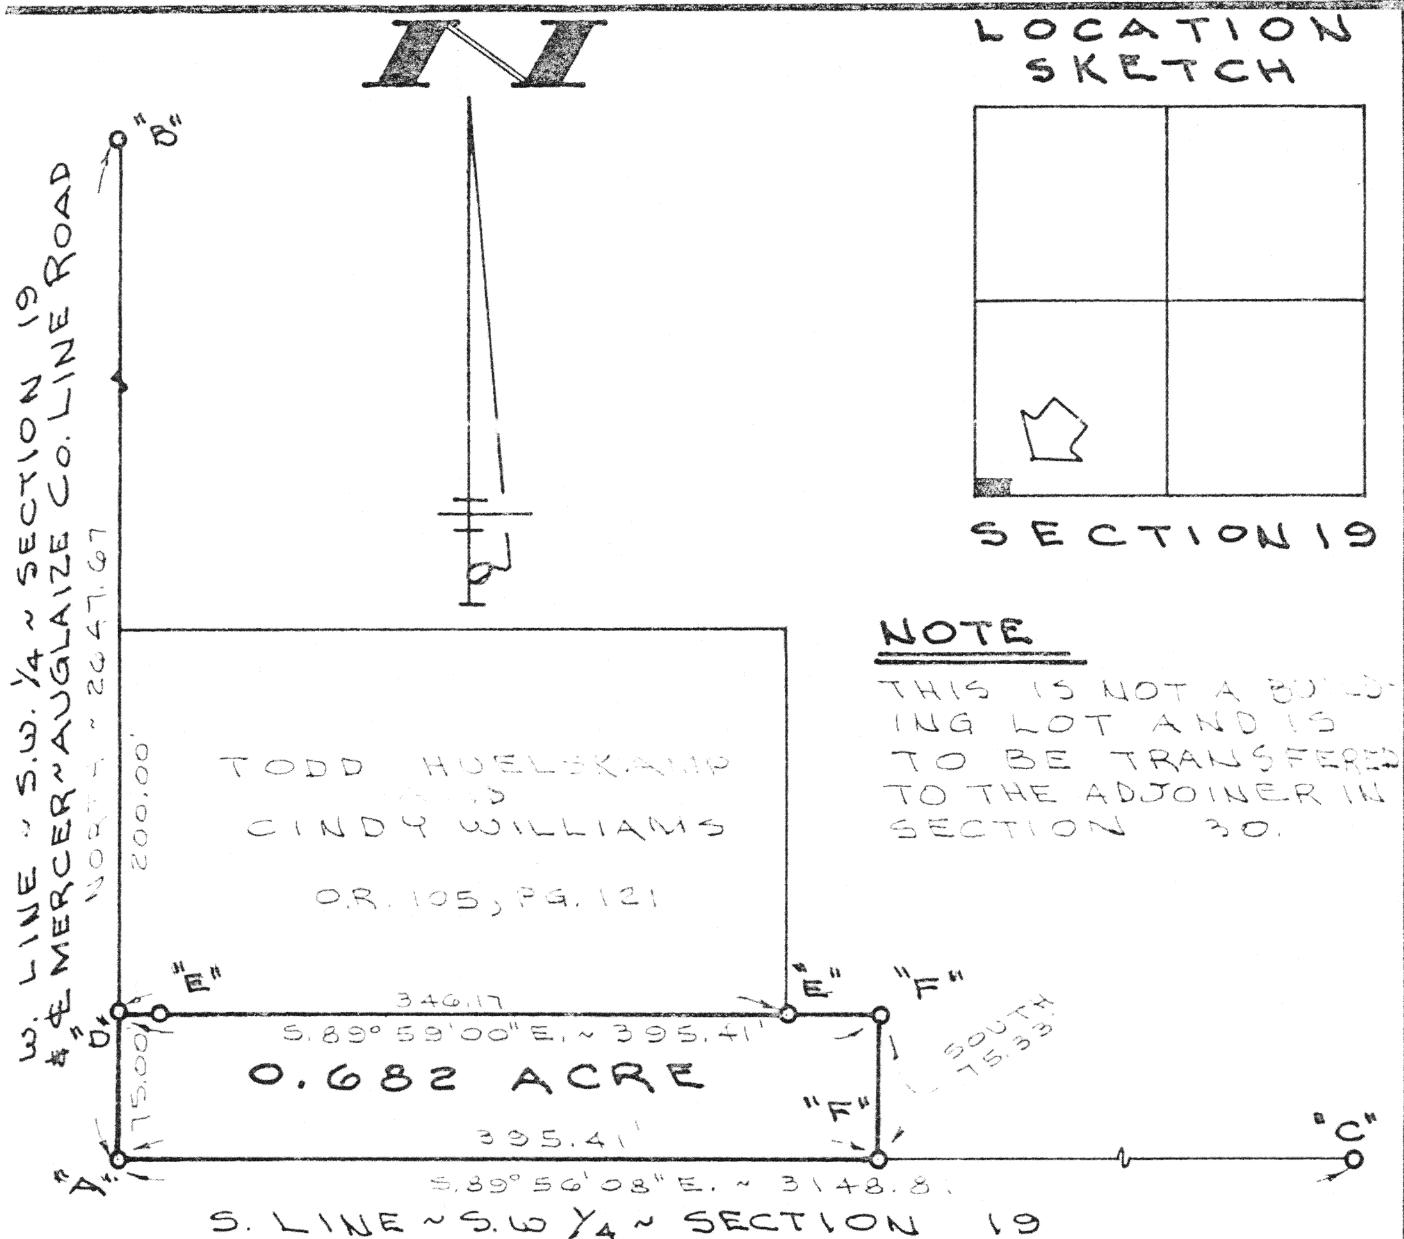 N
LOCATION
SKETCH
"B"
W. LINE ~ S.W. 1/4 ~ SECTION 19
& ℄ MERCER~AUGLAIZE CO. LINE ROAD
NORTH ~ 2647.67
SECTION 19
NOTE
THIS IS NOT A BUILD-
ING LOT AND IS
TO BE TRANSFERED
TO THE ADJOINER IN
SECTION 30.
200.00'
TODD HUELSKAMP
CINDY WILLIAMS
O.R. 105, PG. 121
"E"
"E"
"F"
346.17
"D"
S. 89° 59' 00" E. ~ 395.41'
SOUTH
75.33
75.00'
0.682 ACRE
"F"
"C"
395.41'
"A"
S. 89° 56' 08" E. ~ 3148.8
S. LINE ~ S.W 1/4 ~ SECTION 19